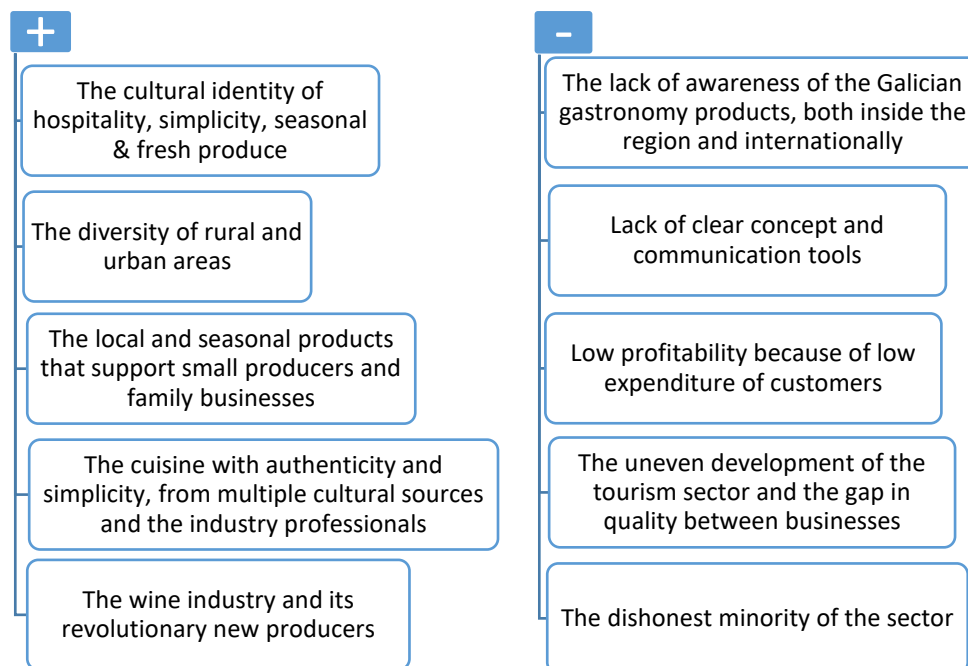 +
The cultural identity of
hospitality, simplicity, seasonal
& fresh produce
The diversity of rural and
urban areas
The local and seasonal products
that support small producers and
family businesses
The cuisine with authenticity and
simplicity, from multiple cultural sources
and the industry professionals
The wine industry and its
revolutionary new producers
-
The lack of awareness of the Galician
gastronomy products, both inside the
region and internationally
Lack of clear concept and
communication tools
Low profitability because of low
expenditure of customers
The uneven development of the
tourism sector and the gap in
quality between businesses
The dishonest minority of the sector